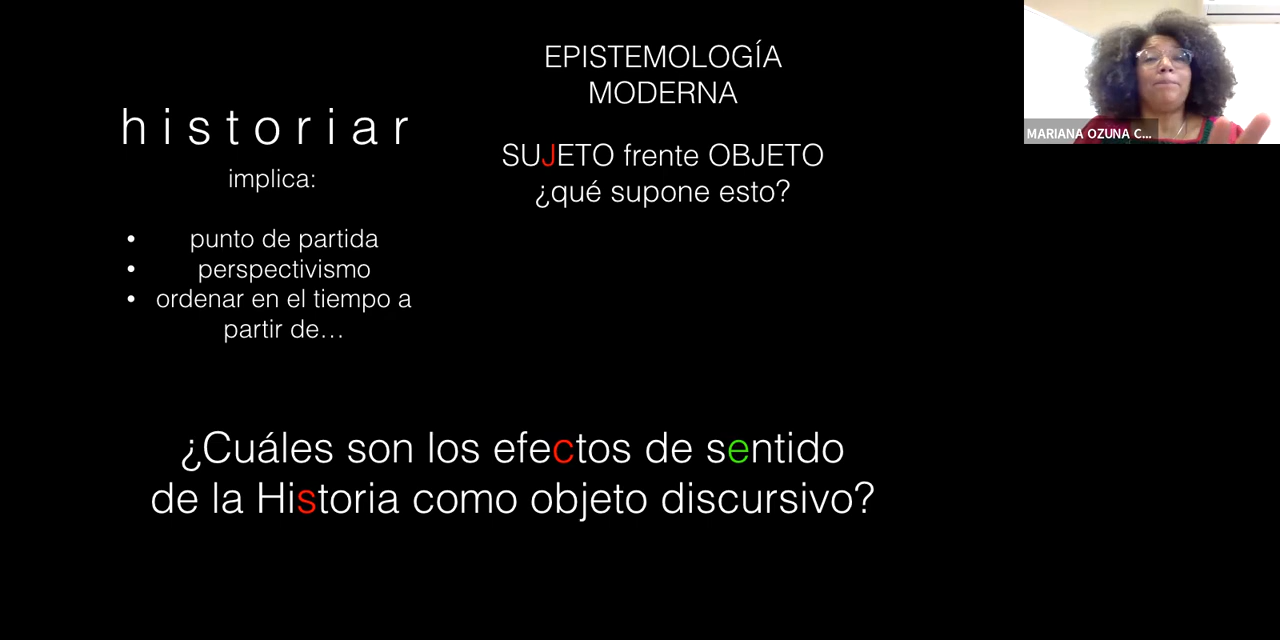 h i s t o r i a r
implica:
• punto de partida
• perspectivismo
• ordenar en el tiempo a
partir de...
EPISTEMOLOGÍA
MODERNA
SUJETO frente OBJETO
¿qué supone esto?
¿Cuáles son los efectos de sentido
de la Historia como objeto discursivo?
MARIANA OZUNA C...